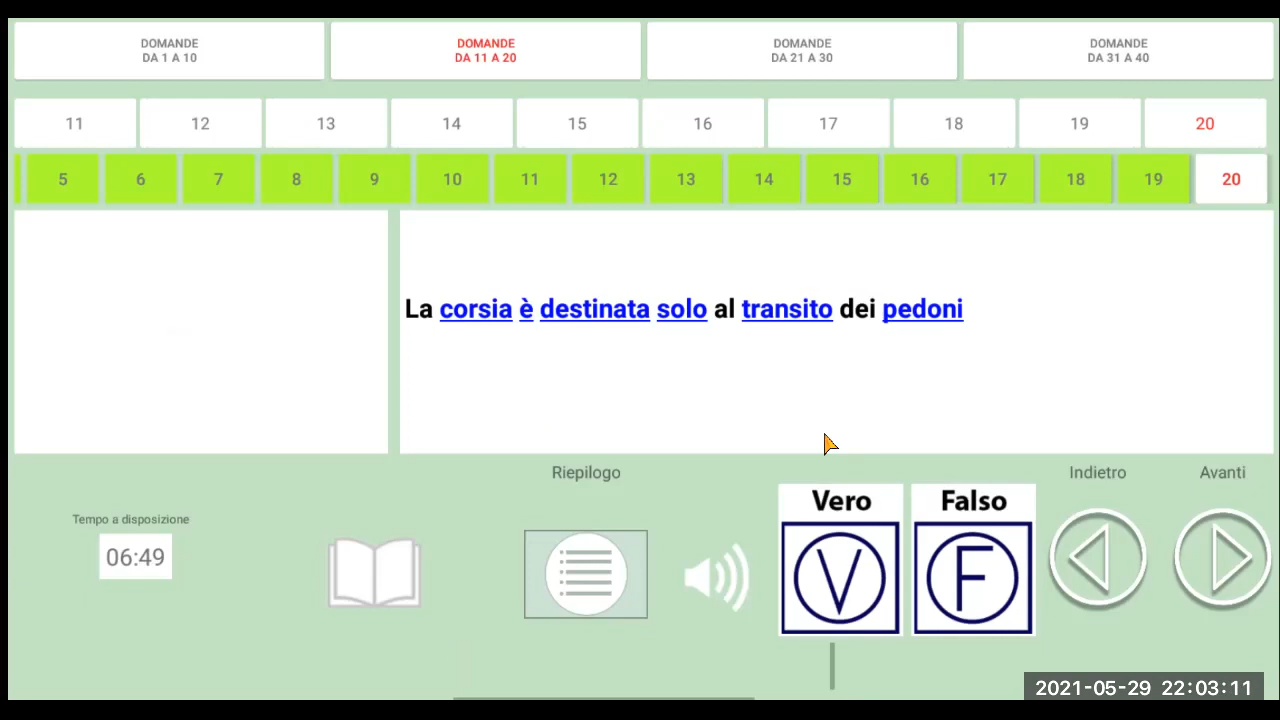 DOMANDE
DA 1 A 10
DOMANDE
DA 11 A 20
DOMANDE
DA 21 A 30
DOMANDE
DA 31 A 40
11 12 13 14 15 16 17 18 19 20
5 6 7 8 9 10 11 12 13 14 15 16 17 18 19 20
La corsia è destinata solo al transito dei pedoni
Riepilogo
Indietro
Avanti
Vero
Falso
V
F
Tempo a disposizione
06:49
2021-05-29 22:03:11